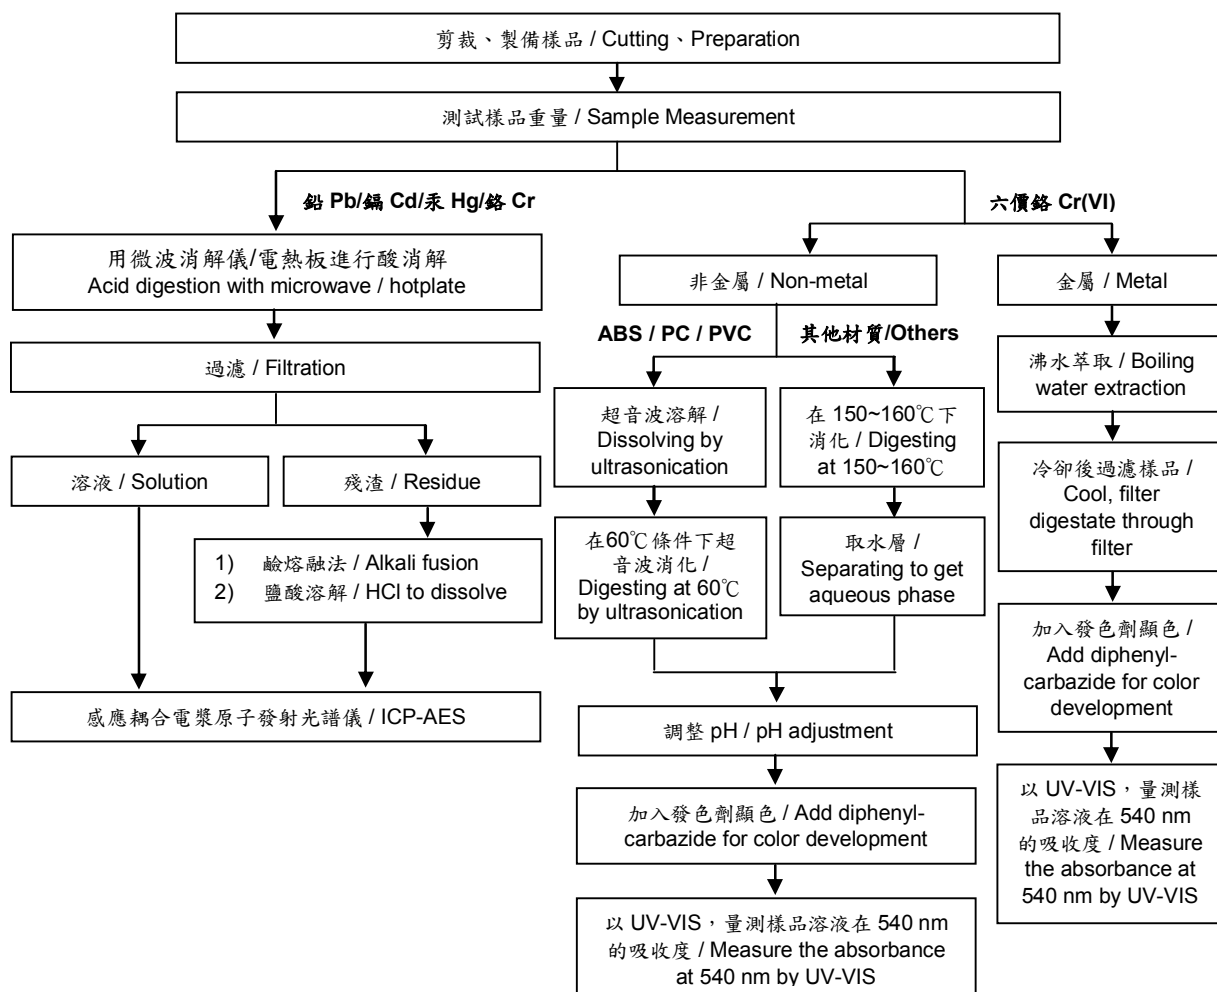 剪裁、製備樣品 / Cutting、Preparation
測試樣品重量 / Sample Measurement
鉛 Pb/鎘 Cd/汞 Hg/鉻 Cr
六價鉻 Cr(VI)
用微波消解儀/電熱板進行酸消解
Acid digestion with microwave / hotplate
過濾 / Filtration
溶液 / Solution
殘渣 / Residue
1) 鹼熔融法 / Alkali fusion
2) 鹽酸溶解 / HCl to dissolve
感應耦合電漿原子發射光譜儀 / ICP-AES
非金屬 / Non-metal
ABS / PC / PVC
其他材質/Others
超音波溶解 /
Dissolving by
ultrasonication
在60℃條件下超
音波消化 /
Digesting at 60℃
by ultrasonication
在 150~160℃下
消化 / Digesting
at 150~160℃
取水層 /
Separating to get
aqueous phase
調整 pH / pH adjustment
加入發色劑顯色 / Add diphenyl-
carbazide for color development
以 UV-VIS，量測樣品溶液在 540 nm
的吸收度 / Measure the absorbance
at 540 nm by UV-VIS
金屬 / Metal
沸水萃取 / Boiling
water extraction
冷卻後過濾樣品 /
Cool, filter
digestate through
filter
加入發色劑顯色 /
Add diphenyl-
carbazide for color
development
以 UV-VIS，量測樣
品溶液在 540 nm
的吸收度 / Measure
the absorbance at
540 nm by UV-VIS